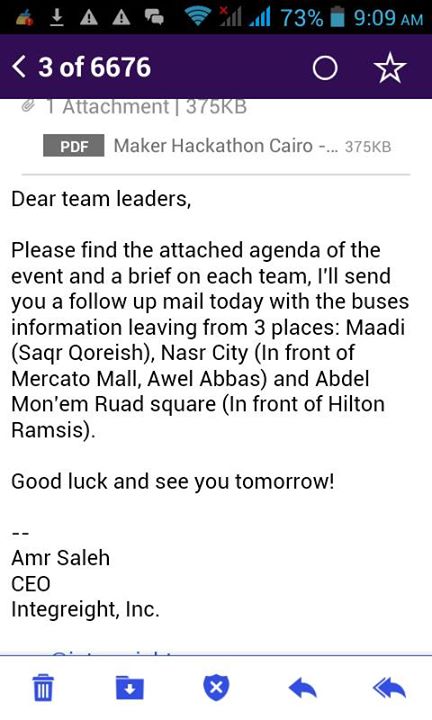 73% 9:09 AM
3 of 6676
1 Attachment | 375KB
PDF Maker Hackathon Cairo -... 375KB
Dear team leaders,
Please find the attached agenda of the
event and a brief on each team, I'll send
you a follow up mail today with the buses
information leaving from 3 places: Maadi
(Saqr Qoreish), Nasr City (In front of
Mercato Mall, Awel Abbas) and Abdel
Mon'em Ruad square (In front of Hilton
Ramsis).
Good luck and see you tomorrow!
--
Amr Saleh
CEO
Integreight, Inc.